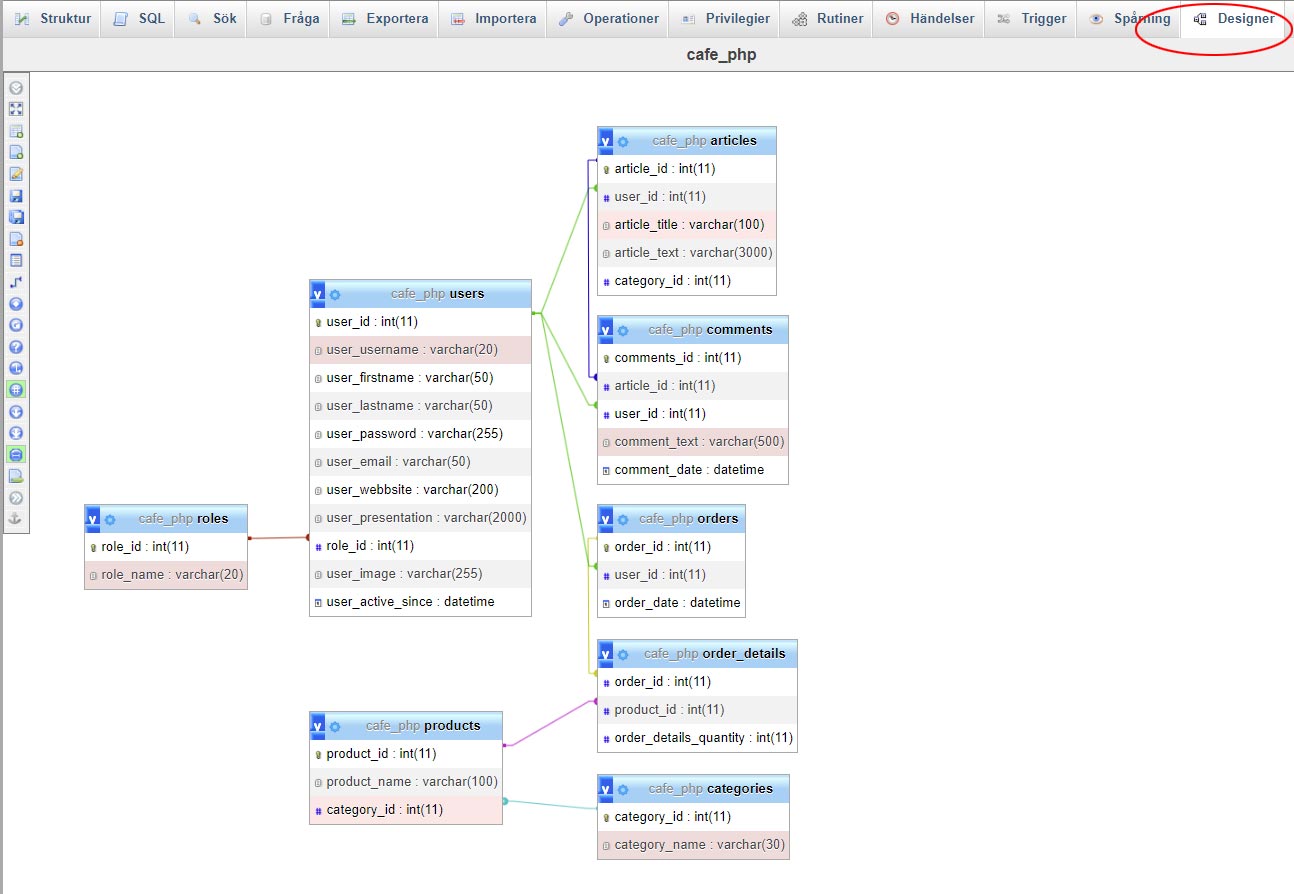 Struktur SQL Sök Fråga Exportera Importera Operationer Privilegier Rutiner Händelser Trigger Spårning Designer
cafe_php
cafe_php articles
article_id : int(11)
user_id : int(11)
article_title : varchar(100)
article_text : varchar(3000)
category_id : int(11)
cafe_php users
user_id : int(11)
user_username : varchar(20)
user_firstname : varchar(50)
user_lastname : varchar(50)
user_password : varchar(255)
user_email : varchar(50)
user_webbsite : varchar(200)
user_presentation : varchar(2000)
role_id : int(11)
user_image : varchar(255)
user_active_since : datetime
cafe_php comments
comments_id : int(11)
article_id : int(11)
user_id : int(11)
comment_text : varchar(500)
comment_date : datetime
cafe_php roles
role_id : int(11)
role_name : varchar(20)
cafe_php orders
order_id : int(11)
user_id : int(11)
order_date : datetime
cafe_php order_details
order_id : int(11)
product_id : int(11)
order_details_quantity : int(11)
cafe_php products
product_id : int(11)
product_name : varchar(100)
category_id : int(11)
cafe_php categories
category_id : int(11)
category_name : varchar(30)